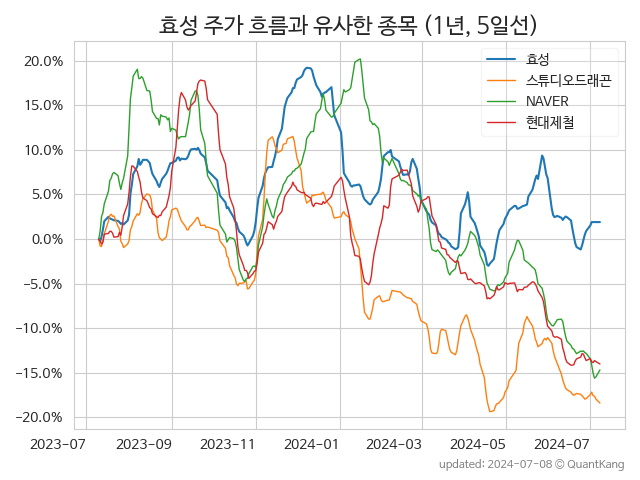 효성 주가 흐름과 유사한 종목 (1년, 5일선)
효성
스튜디오드래곤
NAVER
현대제철
20.0%
15.0%
10.0%
5.0%
0.0%
−5.0%
−10.0%
−15.0%
−20.0%
2023-07 2023-09 2023-11 2024-01 2024-03 2024-05 2024-07
updated: 2024-07-08 © QuantKang